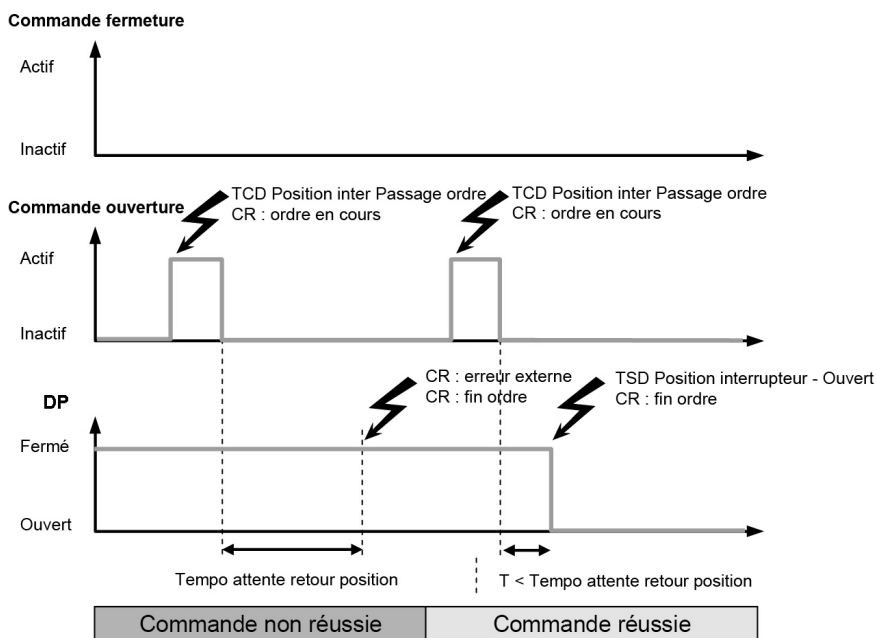 Commande fermeture
Actif
Inactif
Commande ouverture
TCD Position inter Passage ordre
CR : ordre en cours
TCD Position inter Passage ordre
CR : ordre en cours
Actif
Inactif
DP
CR : erreur externe
CR : fin ordre
TSD Position interrupteur - Ouvert
CR : fin ordre
Fermé
Ouvert
Tempo attente retour position
T < Tempo attente retour position
Commande non réussie
Commande réussie